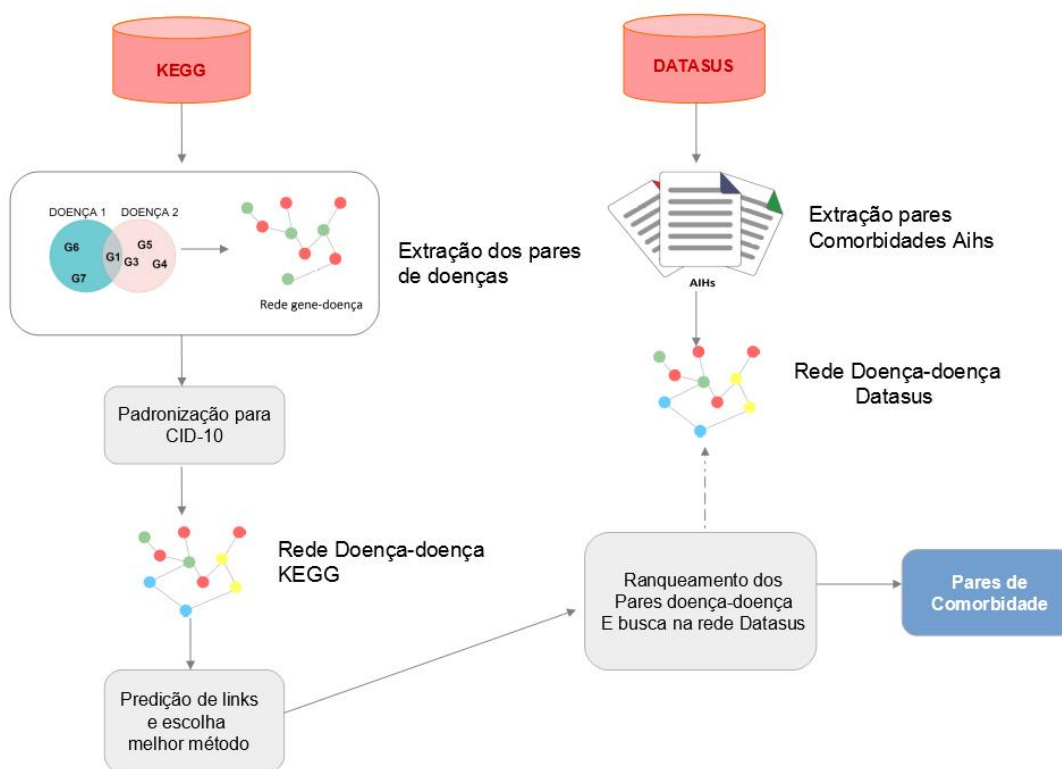 KEGG
DATASUS
DOENÇA 1
DOENÇA 2
G6
G7
G1
G5
G3
G4
Rede gene-doença
Extração dos pares
de doenças
AIHs
Extração pares
Comorbidades Aihs
Padronização para
CID-10
Rede Doença-doença
Datasus
Rede Doença-doença
KEGG
Ranqueamento dos
Pares doença-doença
E busca na rede Datasus
Pares de
Comorbidade
Predição de links
e escolha
melhor método